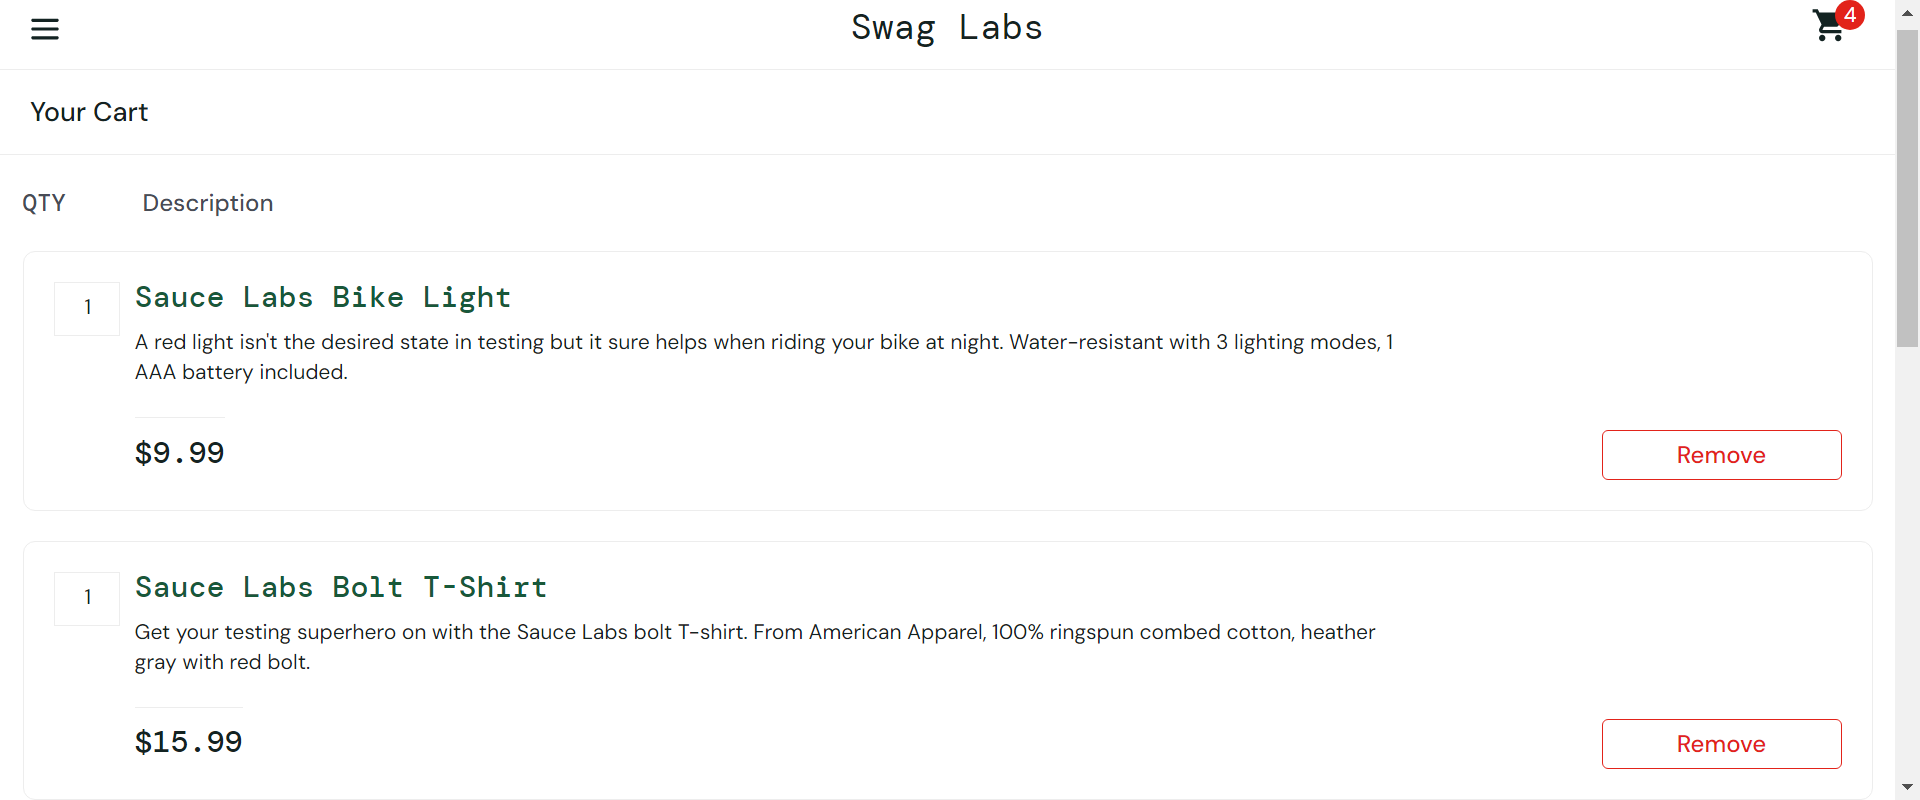 Swag Labs
4
Your Cart
QTY Description
1
Sauce Labs Bike Light
A red light isn't the desired state in testing but it sure helps when riding your bike at night. Water-resistant with 3 lighting modes, 1
AAA battery included.
$9.99
Remove
1
Sauce Labs Bolt T-Shirt
Get your testing superhero on with the Sauce Labs bolt T-shirt. From American Apparel, 100% ringspun combed cotton, heather
gray with red bolt.
$15.99
Remove